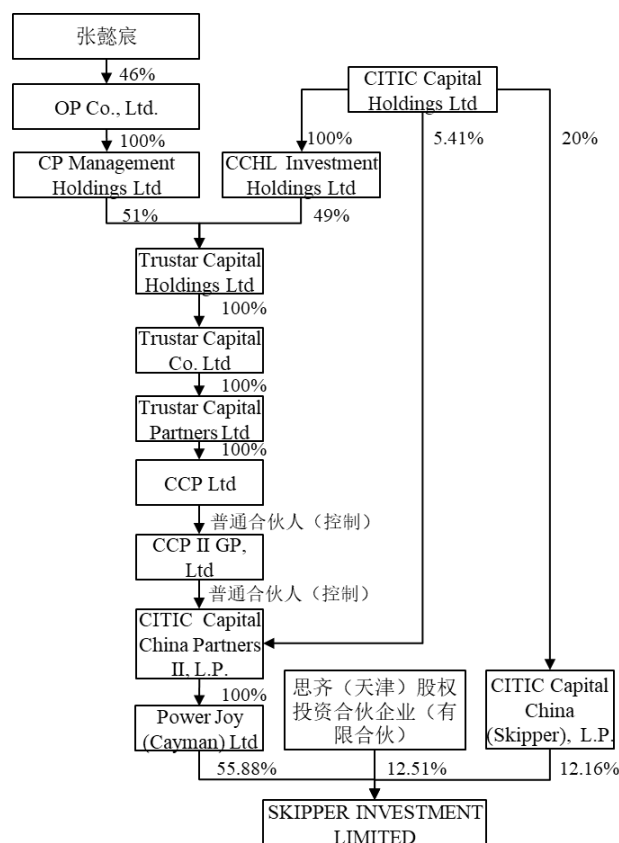 张懿宸
46%
OP Co., Ltd.
100%
CP Management
Holdings Ltd
51%
CITIC Capital
Holdings Ltd
100%
5.41%
20%
CCHL Investment
Holdings Ltd
49%
Trustar Capital
Holdings Ltd
100%
Trustar Capital
Co. Ltd
100%
Trustar Capital
Partners Ltd
100%
CCP Ltd
普通合伙人（控制）
CCP II GP,
Ltd
普通合伙人（控制）
CITIC Capital
China Partners
II, L.P.
100%
Power Joy
(Cayman) Ltd
55.88%
思齐（天津）股权
投资合伙企业（有
限合伙）
12.51%
CITIC Capital
China
(Skipper), L.P.
12.16%
SKIPPER INVESTMENT
LIMITED